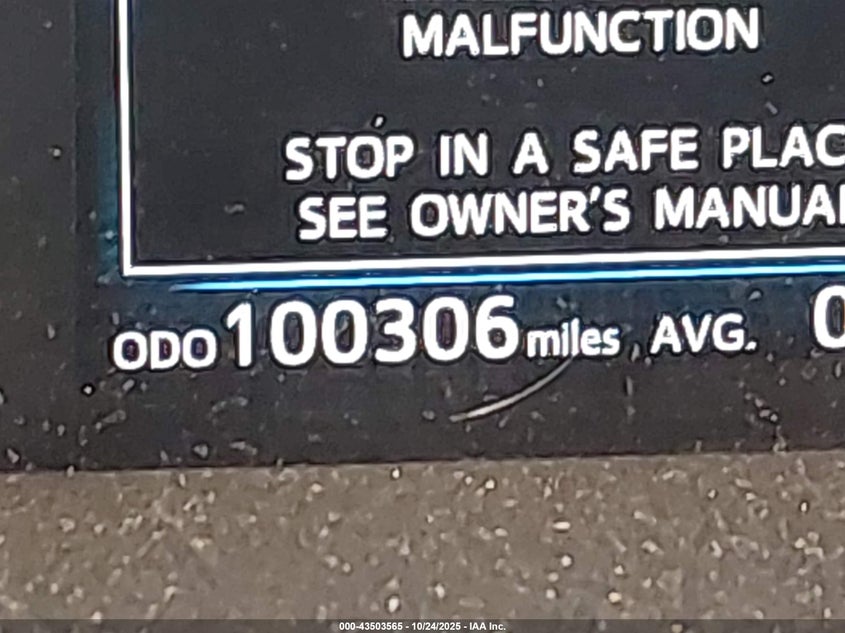 MALFUNCTION
STOP IN A SAFE PLAC
SEE OWNER'S MANUA
ODO 100306 miles AVG. 0
000-43503565 - 10/24/2025 - IAA Inc.